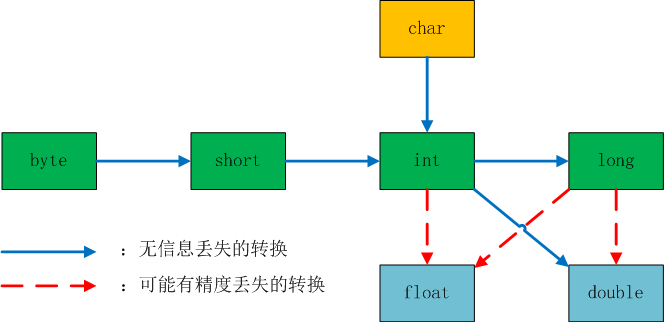 char
byte
short
int
long
：无信息丢失的转换
：可能有精度丢失的转换
float
double